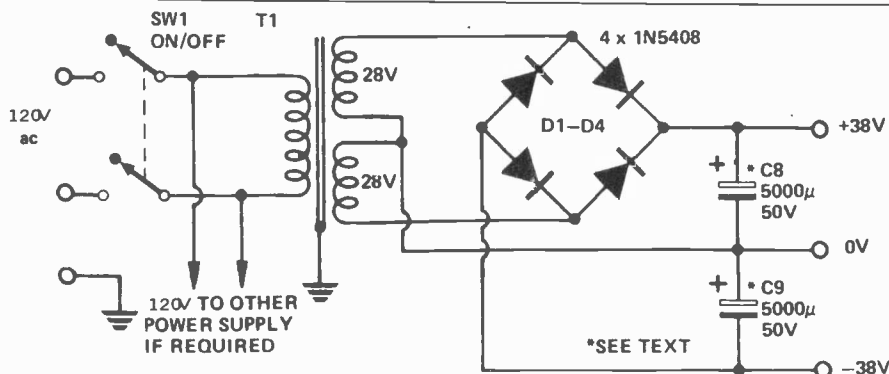 SW1
ON/OFF
T1
4 x 1N5408
120V
ac
28V
28V
D1–D4
+38V
+
*C8
5000µ
50V
0V
+
*C9
5000µ
50V
–38V
120V TO OTHER
POWER SUPPLY
IF REQUIRED
*SEE TEXT